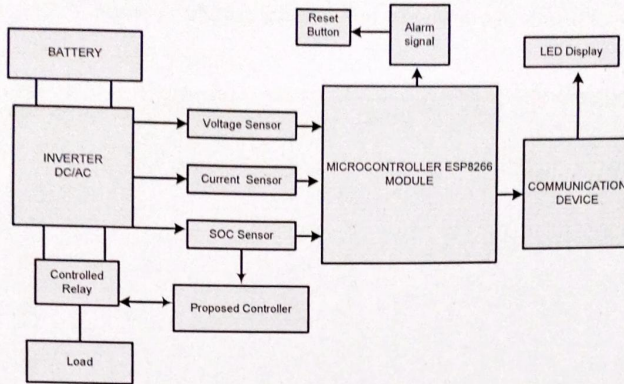 Reset
Button
Alarm
signal
BATTERY
LED Display
Voltage Sensor
INVERTER
DC/AC
MICROCONTROLLER ESP8266
MODULE
Current Sensor
COMMUNICATION
DEVICE
SOC Sensor
Controlled
Relay
Proposed Controller
Load